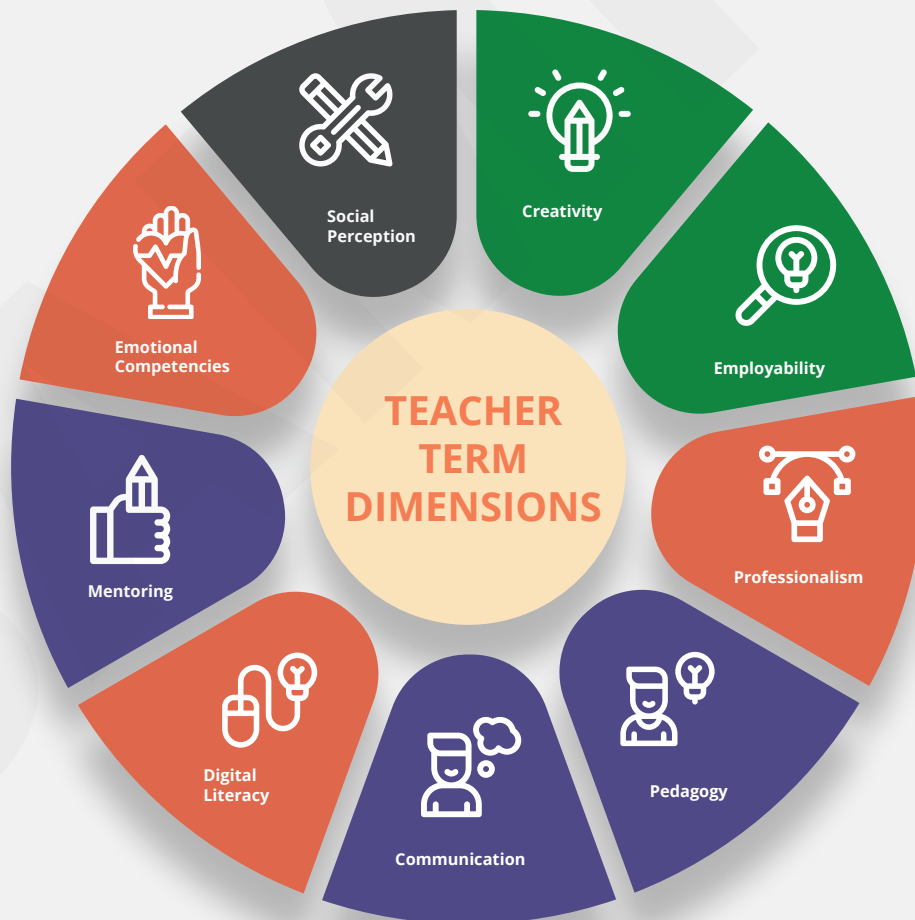 TEACHER
TERM
DIMENSIONS
Creativity
Employability
Professionalism
Pedagogy
Communication
Digital
Literacy
Mentoring
Emotional
Competencies
Social
Perception